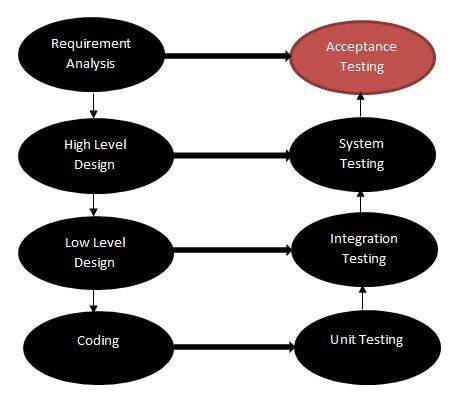 Requirement
Analysis
Acceptance
Testing
High Level
Design
System
Testing
Low Level
Design
Integration
Testing
Coding
Unit Testing